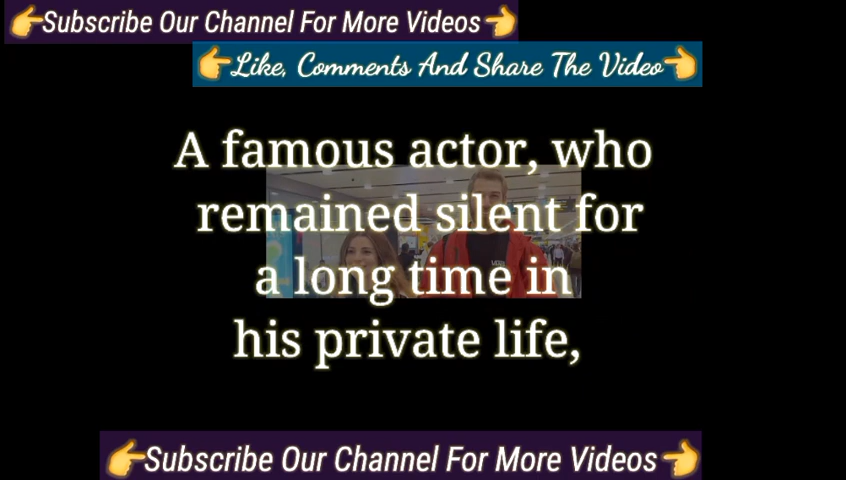 👉Subscribe Our Channel For More Videos👈
👉Like, Comments And Share The Video👈
A famous actor, who
remained silent for
a long time in
his private life,
👉Subscribe Our Channel For More Videos👈